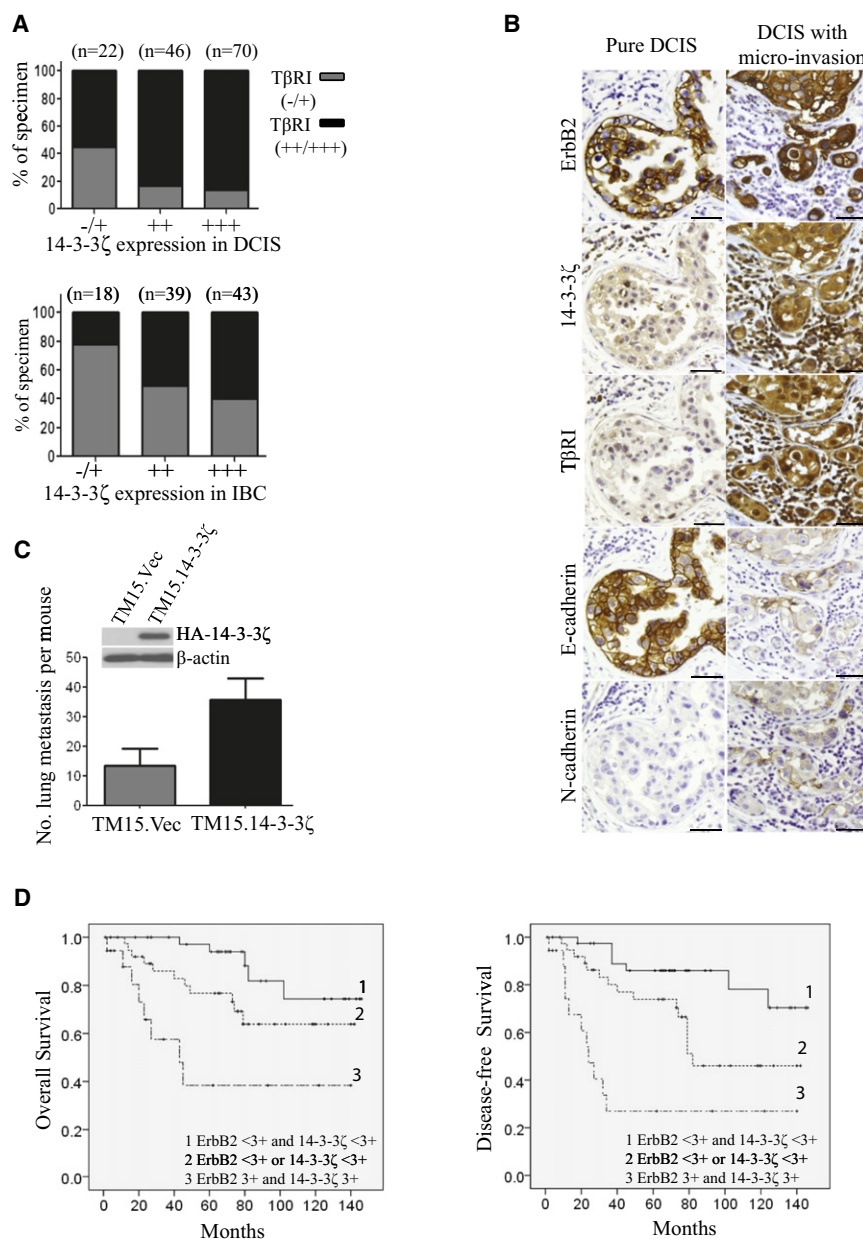 A
(n=22) (n=46) (n=70)
100
80
60
40
20
0
% of specimen
-/+ ++ +++
14-3-3ζ expression in DCIS
TβRI
(-/+)
TβRI
(++/+++)
(n=18) (n=39) (n=43)
100
80
60
40
20
0
% of specimen
-/+ ++ +++
14-3-3ζ expression in IBC
B
Pure DCIS
DCIS with
micro-invasion
ErbB2
14-3-3ζ
TβRI
E-cadherin
N-cadherin
C
TM15.Vec
TM15.14-3-3ζ
HA-14-3-3ζ
β-actin
No. lung metastasis per mouse
50
40
30
20
10
0
TM15.Vec TM15.14-3-3ζ
D
Overall Survival
1.0
0.8
0.6
0.4
0.2
0.0
1
2
3
1 ErbB2 <3+ and 14-3-3ζ <3+
2 ErbB2 <3+ or 14-3-3ζ <3+
3 ErbB2 3+ and 14-3-3ζ 3+
0 20 40 60 80 100 120 140
Months
Disease-free Survival
1.0
0.8
0.6
0.4
0.2
0.0
1
2
3
1 ErbB2 <3+ and 14-3-3ζ <3+
2 ErbB2 <3+ or 14-3-3ζ <3+
3 ErbB2 3+ and 14-3-3ζ 3+
0 20 40 60 80 100 120 140
Months